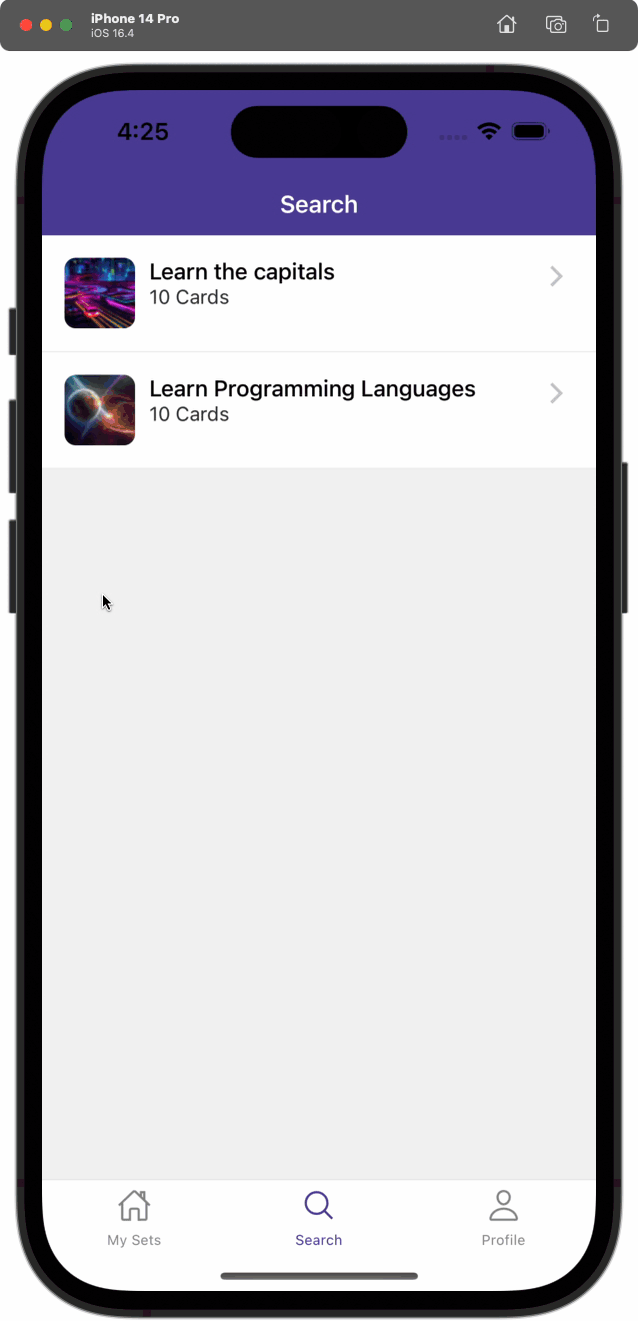 iPhone 14 Pro
iOS 16.4
4:25
Search
Learn the capitals
10 Cards
Learn Programming Languages
10 Cards
My Sets
Search
Profile